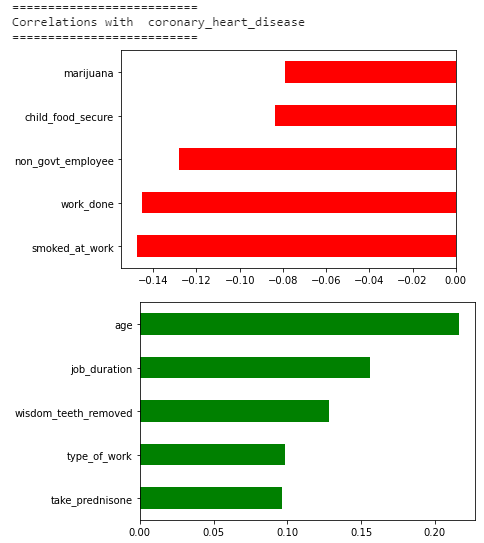 ==========================
Correlations with  coronary_heart_disease
==========================
marijuana
child_food_secure
non_govt_employee
work_done
smoked_at_work
−0.14 −0.12 −0.10 −0.08 −0.06 −0.04 −0.02 0.00
age
job_duration
wisdom_teeth_removed
type_of_work
take_prednisone
0.00 0.05 0.10 0.15 0.20